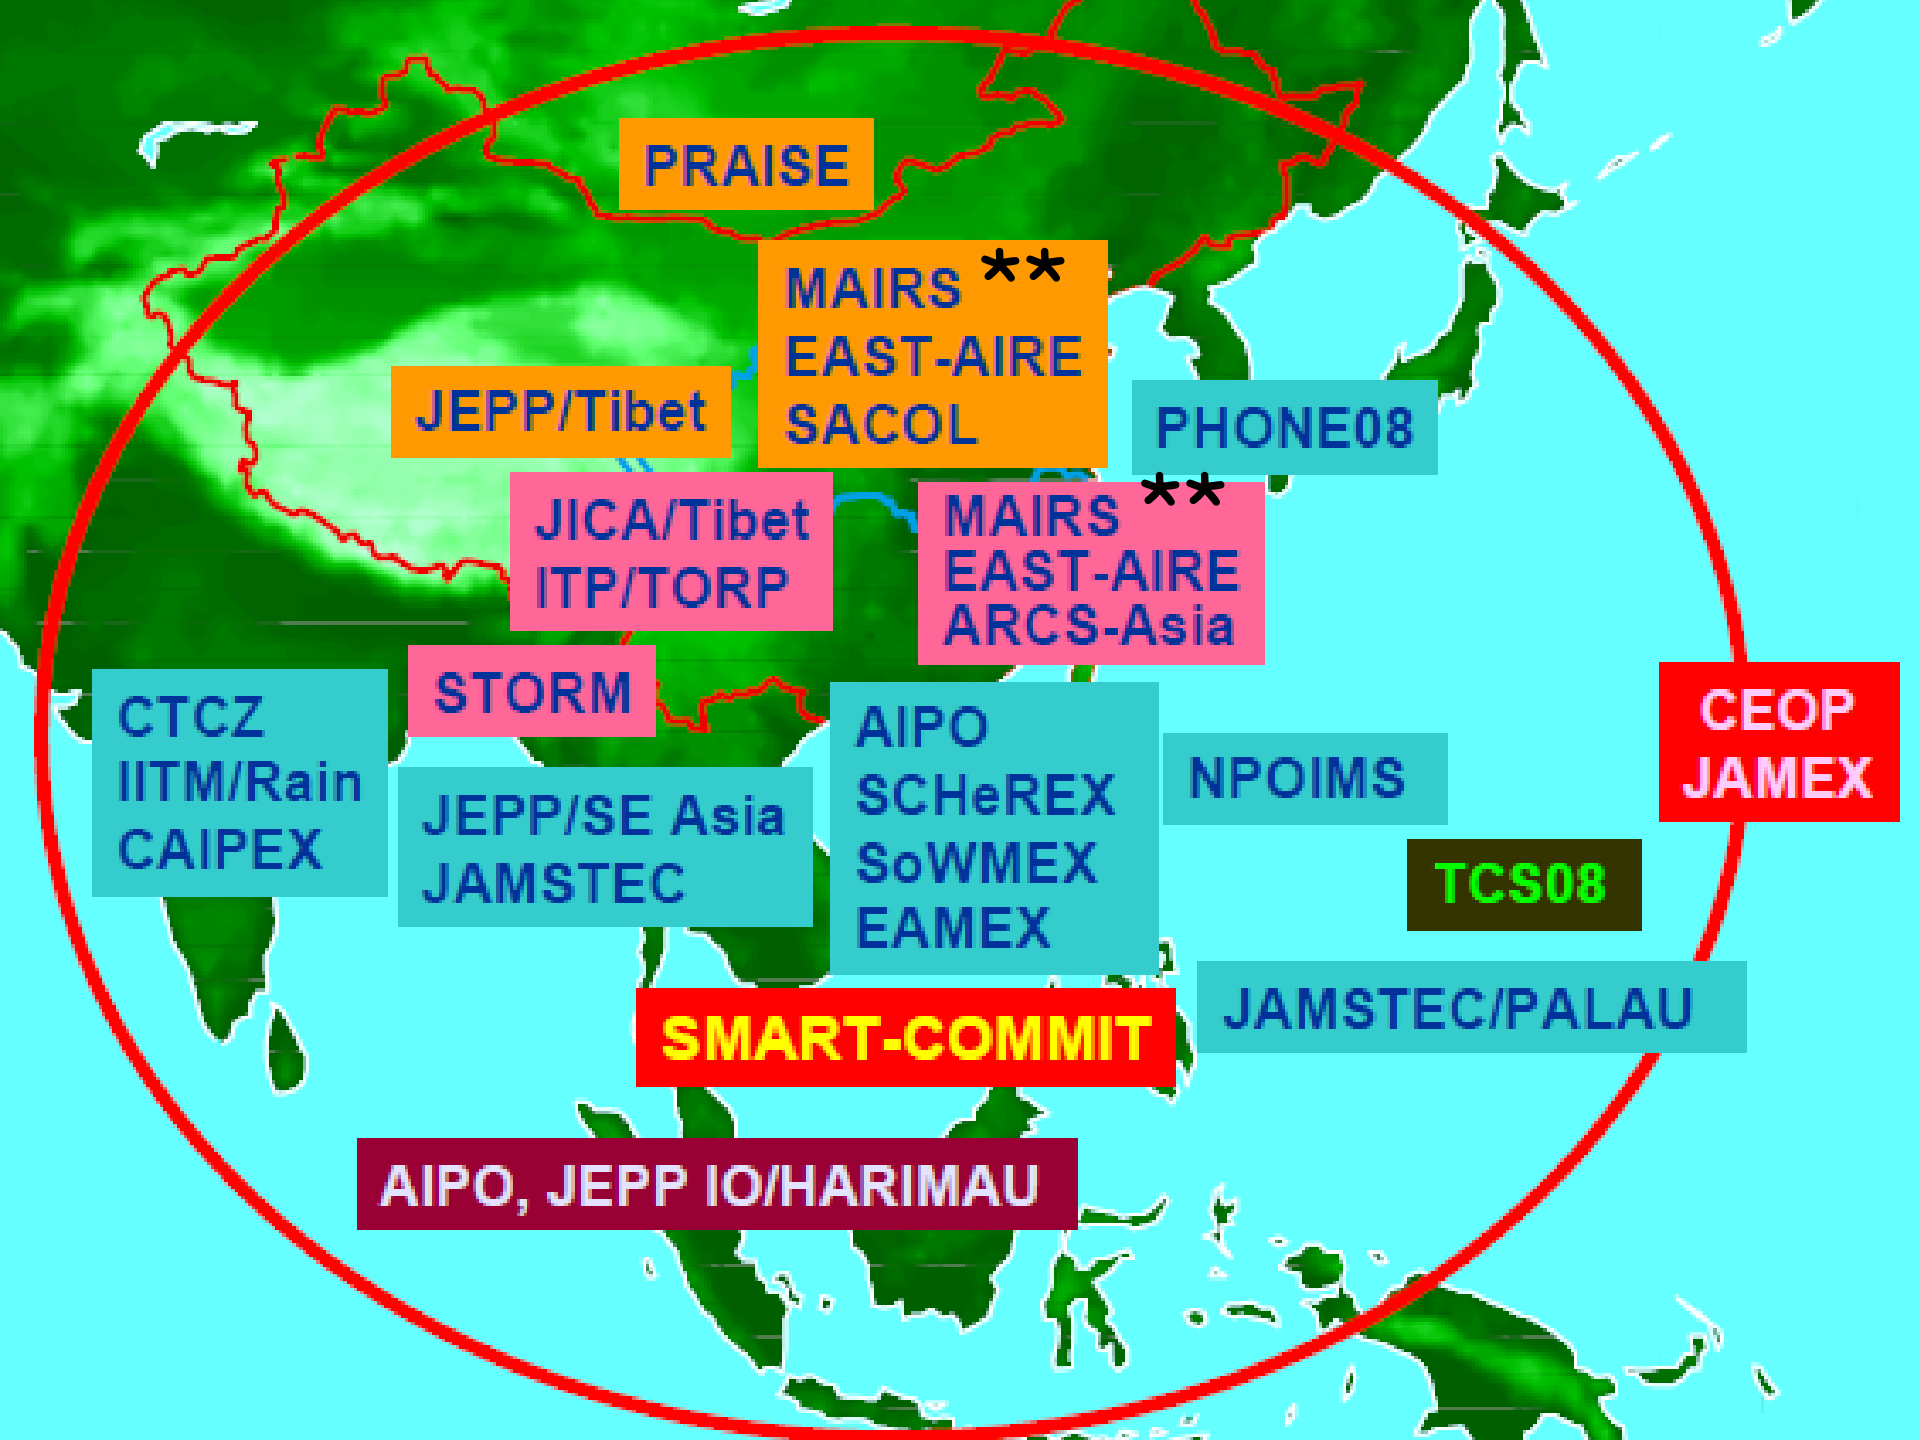 PRAISE
MAIRS **
EAST-AIRE
SACOL
JEPP/Tibet
PHONE08
JICA/Tibet
ITP/TORP
MAIRS **
EAST-AIRE
ARCS-Asia
STORM
CTCZ
IITM/Rain
CAIPEX
JEPP/SE Asia
JAMSTEC
AIPO
SCHeREX
SoWMEX
EAMEX
NPOIMS
CEOP
JAMEX
TCS08
JAMSTEC/PALAU
SMART-COMMIT
AIPO, JEPP IO/HARIMAU